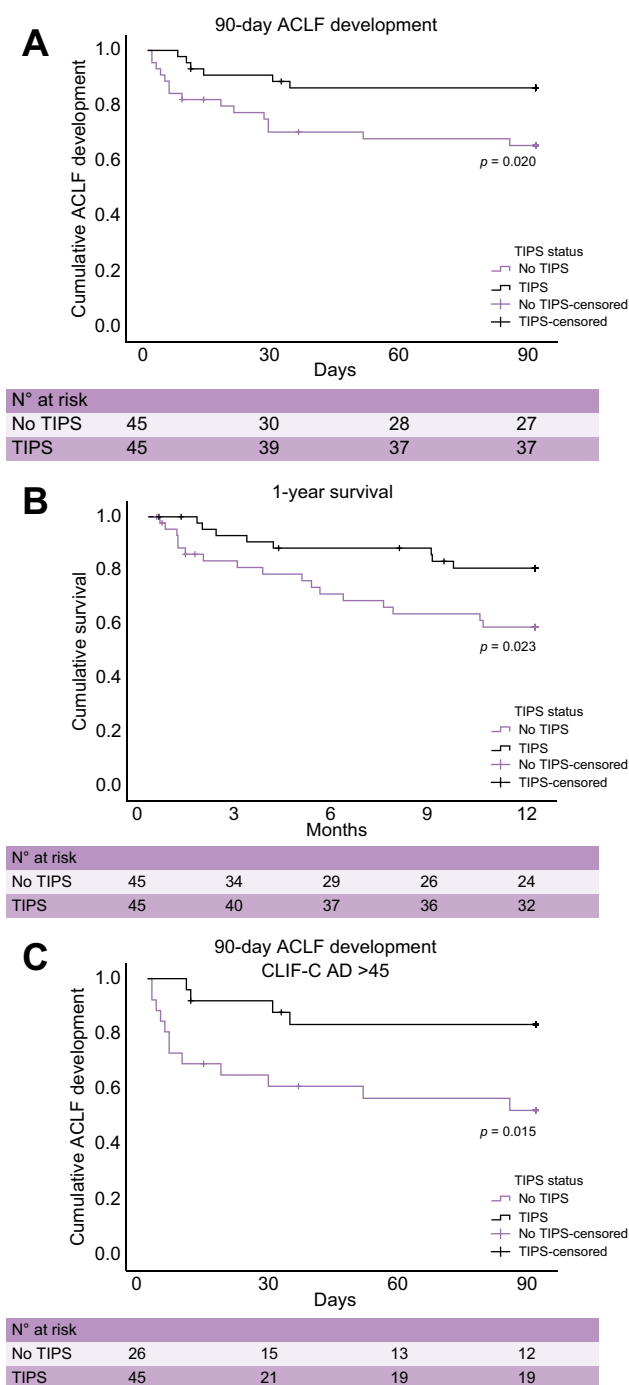 A
90-day ACLF development
Cumulative ACLF development
1.0
0.8
0.6
0.4
0.2
0.0
p = 0.020
TIPS status
No TIPS
TIPS
No TIPS-censored
TIPS-censored
0 30 60 90
Days
N° at risk
No TIPS 45 30 28 27
TIPS 45 39 37 37
B
1-year survival
Cumulative survival
1.0
0.8
0.6
0.4
0.2
0.0
p = 0.023
TIPS status
No TIPS
TIPS
No TIPS-censored
TIPS-censored
0 3 6 9 12
Months
N° at risk
No TIPS 45 34 29 26 24
TIPS 45 40 37 36 32
C
90-day ACLF development
CLIF-C AD >45
Cumulative ACLF development
1.0
0.8
0.6
0.4
0.2
0.0
p = 0.015
TIPS status
No TIPS
TIPS
No TIPS-censored
TIPS-censored
0 30 60 90
Days
N° at risk
No TIPS 26 15 13 12
TIPS 45 21 19 19